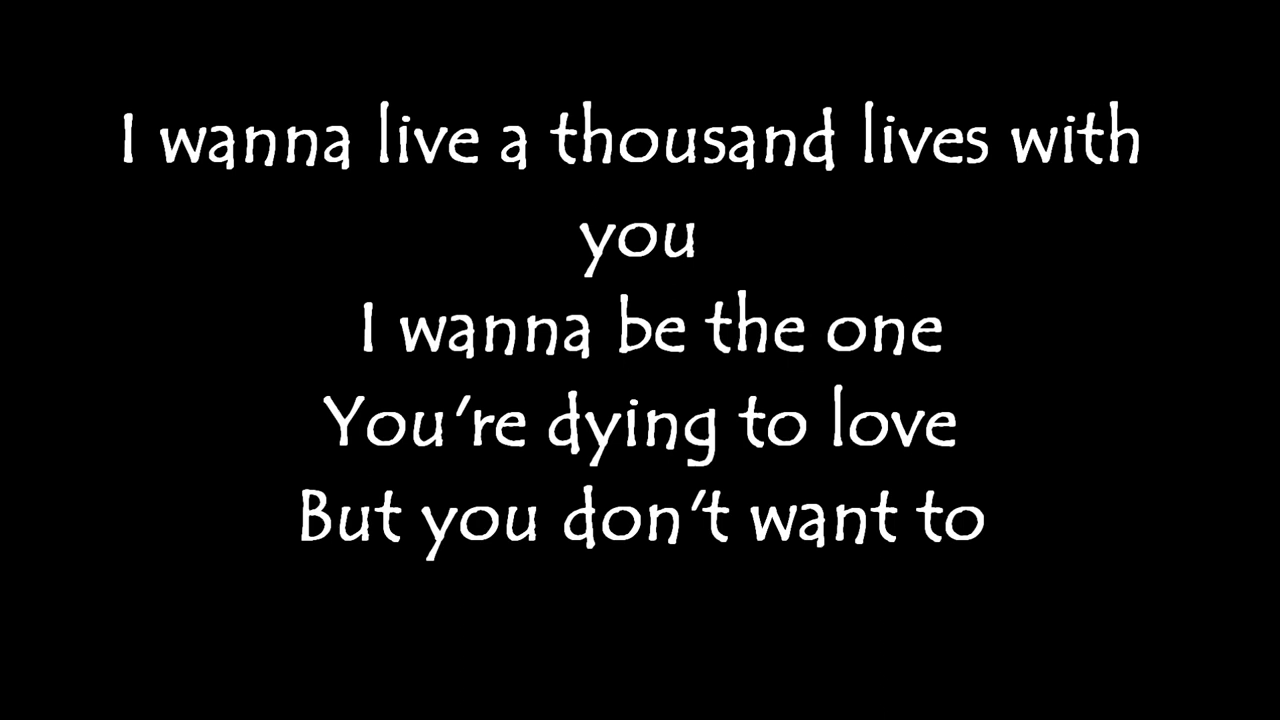 I wanna live a thousand lives with
you
I wanna be the one
You're dying to love
But you don't want to